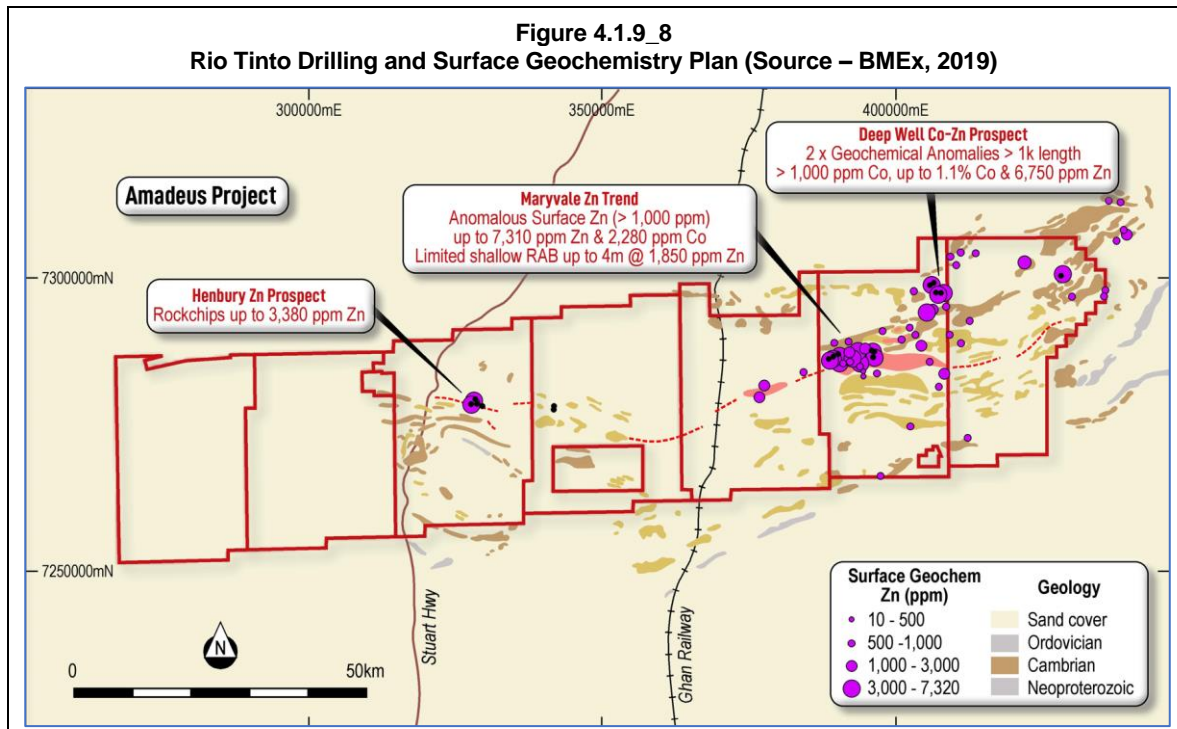 Figure 4.1.9_8
Rio Tinto Drilling and Surface Geochemistry Plan (Source – BMEx, 2019)
300000mE
350000mE
400000mE
Amadeus Project
Deep Well Co-Zn Prospect
2 x Geochemical Anomalies > 1k length
> 1,000 ppm Co, up to 1.1% Co & 6,750 ppm Zn
Maryvale Zn Trend
Anomalous Surface Zn (> 1,000 ppm)
up to 7,310 ppm Zn & 2,280 ppm Co
Limited shallow RAB up to 4m @ 1,850 ppm Zn
Henbury Zn Prospect
Rockchips up to 3,380 ppm Zn
7300000mN
7300000mN
7250000mN
Stuart Hwy
Ghan Railway
N
0
50km
Surface Geochem
Zn (ppm)
10 - 500
500 -1,000
1,000 - 3,000
3,000 - 7,320
Geology
Sand cover
Ordovician
Cambrian
Neoproterozoic